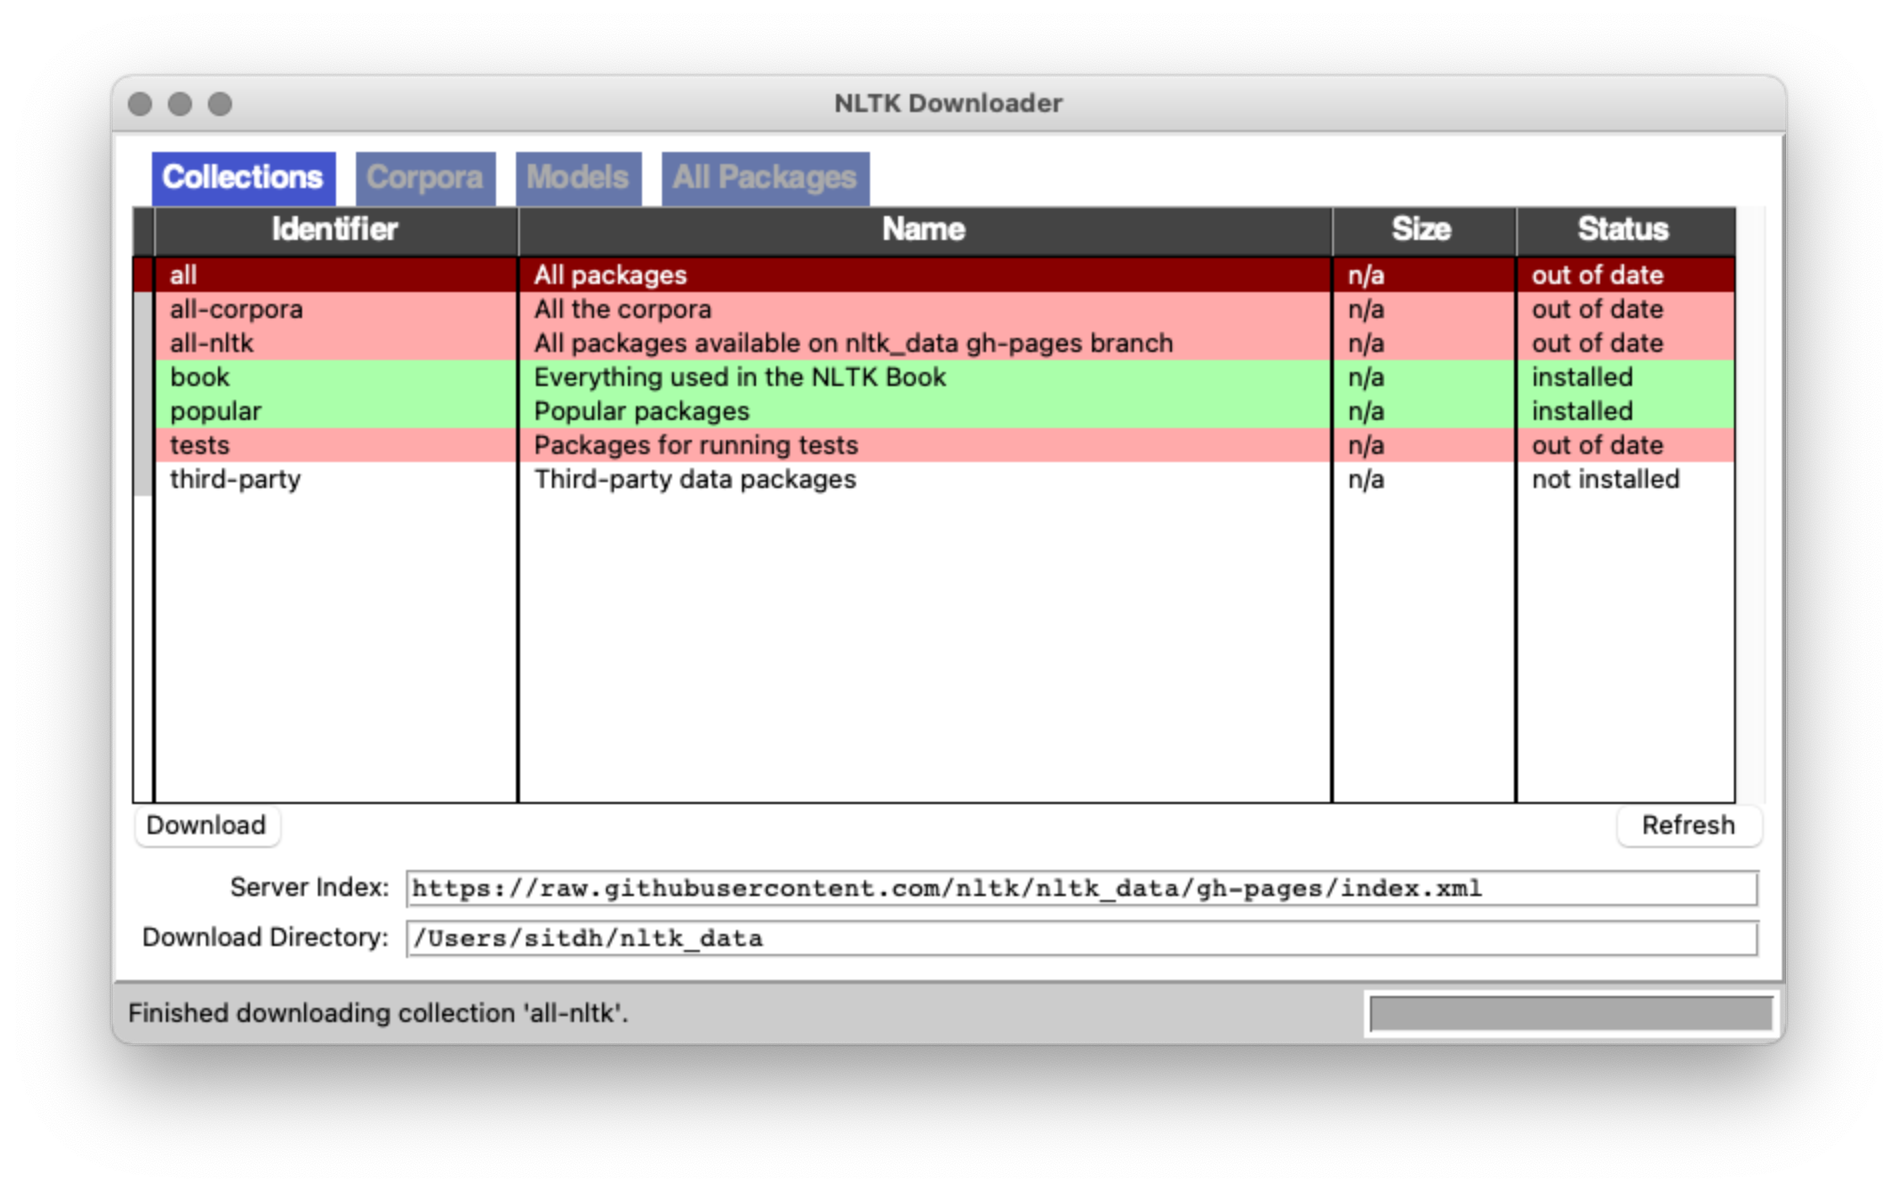 NLTK Downloader
Collections Corpora Models All Packages
Identifier Name Size Status
all All packages n/a out of date
all-corpora All the corpora n/a out of date
all-nltk All packages available on nltk_data gh-pages branch n/a out of date
book Everything used in the NLTK Book n/a installed
popular Popular packages n/a installed
tests Packages for running tests n/a out of date
third-party Third-party data packages n/a not installed
Download Refresh
Server Index: https://raw.githubusercontent.com/nltk/nltk_data/gh-pages/index.xml
Download Directory: /Users/sitdh/nltk_data
Finished downloading collection 'all-nltk'.